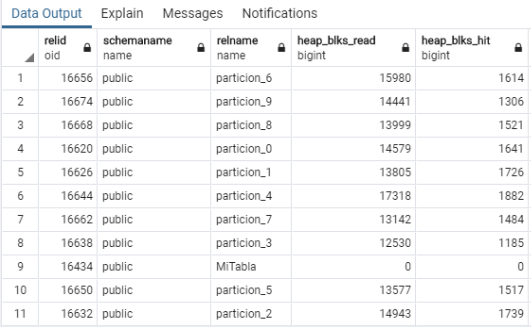 Data Output Explain Messages Notifications
relid oid schemaname name relname name heap_blks_read bigint heap_blks_hit bigint
1 16656 public particion_6 15980 1614
2 16674 public particion_9 14441 1306
3 16668 public particion_8 13999 1521
4 16620 public particion_0 14579 1641
5 16626 public particion_1 13805 1726
6 16644 public particion_4 17318 1882
7 16662 public particion_7 13142 1484
8 16638 public particion_3 12530 1185
9 16434 public MiTabla 0 0
10 16650 public particion_5 13577 1517
11 16632 public particion_2 14943 1739